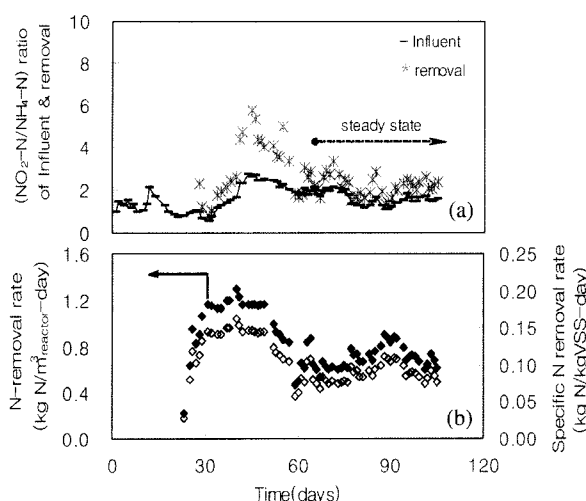 (NO₂-N/NH₄-N) ratio
of Influent & removal
10
8
6
4
2
0
Influent
removal
steady state
(a)
N-removal rate
(kg N/m³reactor-day)
1.6
1.2
0.8
0.4
0.0
(b)
0.25
0.20
0.15
0.10
0.05
0.00
Specific N removal rate
(kg N/kgVSS-day)
0
30
60
90
120
Time(days)